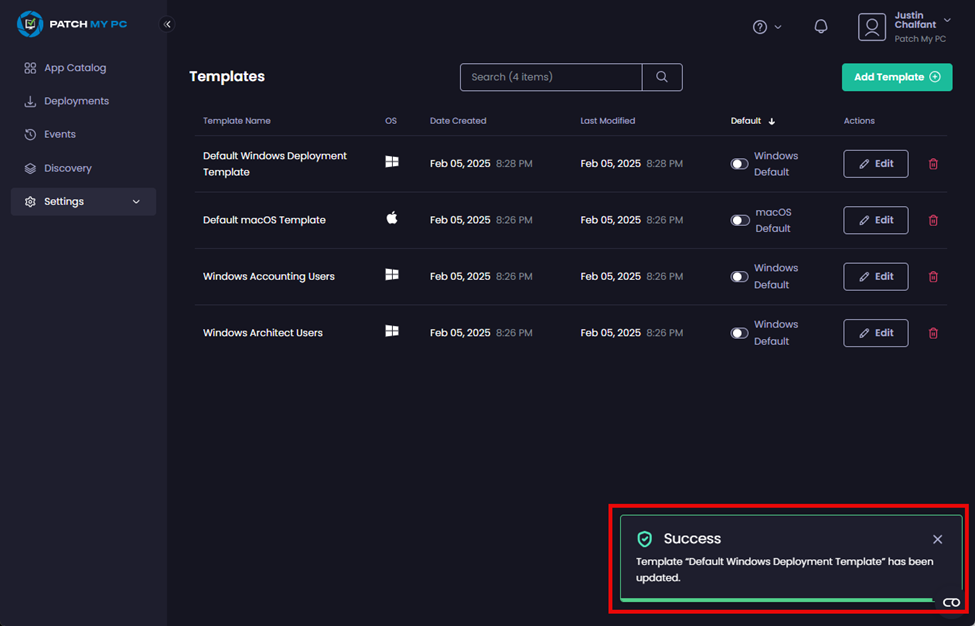 PATCH MY PC
Justin
Chalfant
Patch My PC
App Catalog
Deployments
Events
Discovery
Settings
Templates
Search (4 items)
Add Template
Template Name OS Date Created Last Modified Default Actions
Default Windows Deployment
Template
Feb 05, 2025 8:28 PM Feb 05, 2025 8:28 PM
Windows
Default
Edit
Default macOS Template Feb 05, 2025 8:26 PM Feb 05, 2025 8:26 PM
macOS
Default
Edit
Windows Accounting Users Feb 05, 2025 8:26 PM Feb 05, 2025 8:26 PM
Windows
Default
Edit
Windows Architect Users Feb 05, 2025 8:26 PM Feb 05, 2025 8:26 PM
Windows
Default
Edit
Success
Template “Default Windows Deployment Template” has been
updated.